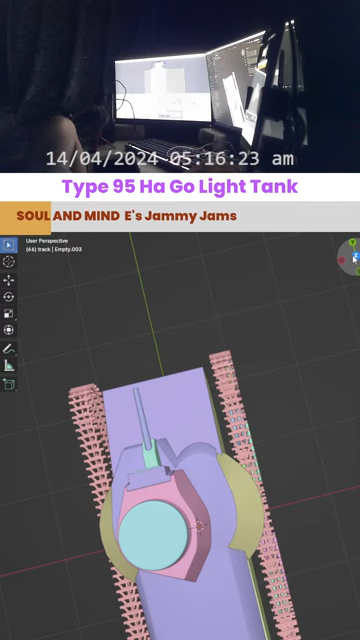 14/04/2024 05:16:23 am
Type 95 Ha Go Light Tank
SOUL AND MIND E's Jammy Jams
User Perspective
(66) track | Empty.003